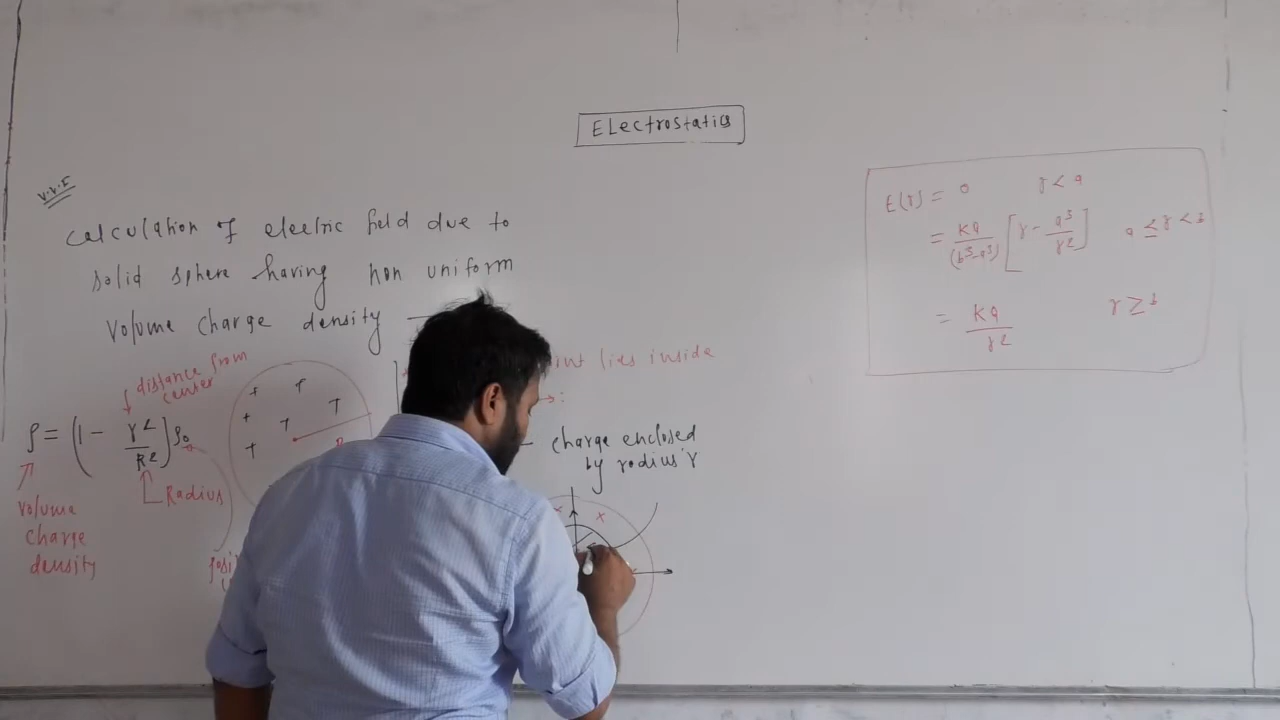 Electrostatics
V.V.I
Calculation of electric field due to
solid sphere having non uniform
volume charge density
distance from
center
ρ = (1 - r²/R²) ρ₀
Radius
volume
charge
density
R
lies inside
charge enclosed
by radius 'r'
E(r) = 0 r < a
= KQ/(b³-a³) [r - a³/r²] a ≤ r < b
= KQ/r² r ≥ b